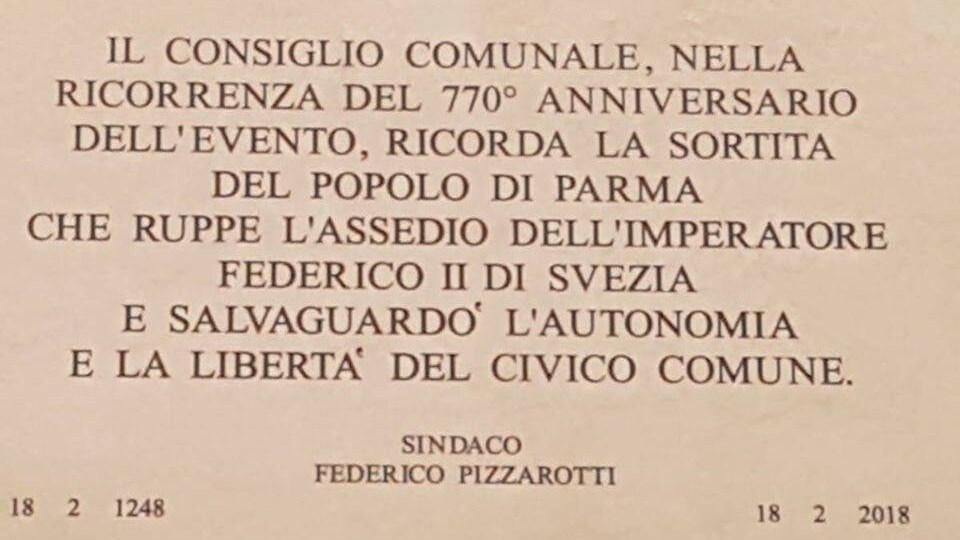 IL CONSIGLIO COMUNALE, NELLA
RICORRENZA DEL 770° ANNIVERSARIO
DELL'EVENTO, RICORDA LA SORTITA
DEL POPOLO DI PARMA
CHE RUPPE L'ASSEDIO DELL'IMPERATORE
FEDERICO II DI SVEZIA
E SALVAGUARDO' L'AUTONOMIA
E LA LIBERTA' DEL CIVICO COMUNE.
SINDACO
FEDERICO PIZZAROTTI
18 2 1248
18 2 2018